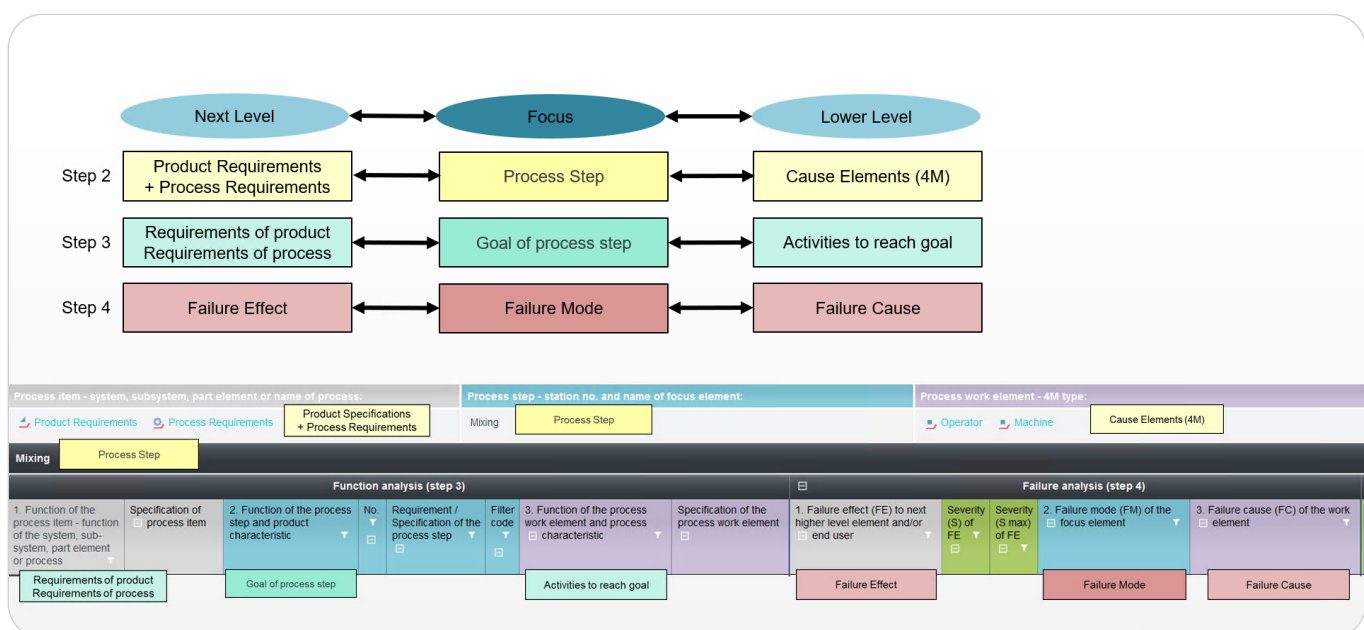 Next Level
Focus
Lower Level
Step 2
Product Requirements
+ Process Requirements
Process Step
Cause Elements (4M)
Step 3
Requirements of product
Requirements of process
Goal of process step
Activities to reach goal
Step 4
Failure Effect
Failure Mode
Failure Cause
Process item - system, subsystem, part element or name of process:
Process step - station no. and name of focus element:
Process work element - 4M type:
Product Requirements
Process Requirements
Product Specifications
+ Process Requirements
Mixing
Process Step
Operator
Machine
Cause Elements (4M)
Mixing
Process Step
Function analysis (step 3)
Failure analysis (step 4)
1. Function of the
process item - function
of the system, sub-
system, part element
or process
Specification of
process item
2. Function of the process
step and product
characteristic
No.
Requirement /
Specification of the
process step
Filter
code
3. Function of the process
work element and process
characteristic
Specification of the
process work element
1. Failure effect (FE) to next
higher level element and/or
end user
Severity
(S) of
FE
Severity
(S max)
of FE
2. Failure mode (FM) of the
focus element
3. Failure cause (FC) of the work
element
Requirements of product
Requirements of process
Goal of process step
Activities to reach goal
Failure Effect
Failure Mode
Failure Cause